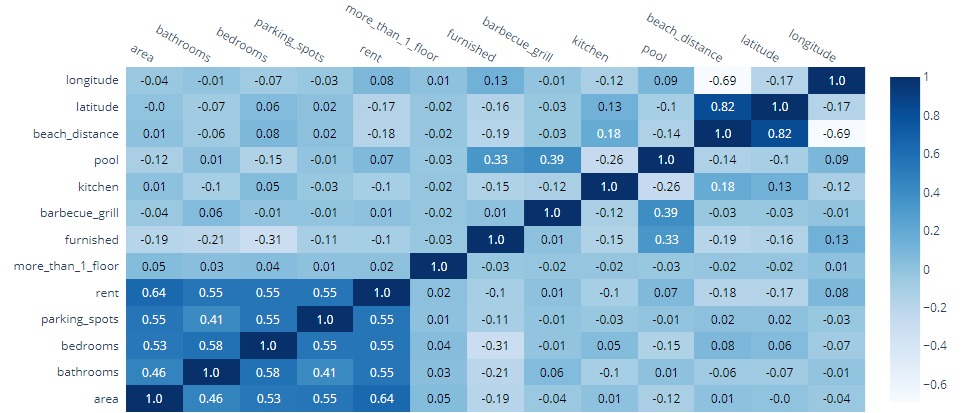 area bathrooms bedrooms parking_spots rent more_than_1_floor furnished barbecue_grill kitchen pool beach_distance latitude longitude
longitude -0.04 -0.01 -0.07 -0.03 0.08 0.01 0.13 -0.01 -0.12 0.09 -0.69 -0.17 1.0
latitude -0.0 -0.07 0.06 0.02 -0.17 -0.02 -0.16 -0.03 0.13 -0.1 0.82 1.0 -0.17
beach_distance 0.01 -0.06 0.08 0.02 -0.18 -0.02 -0.19 -0.03 0.18 -0.14 1.0 0.82 -0.69
pool -0.12 0.01 -0.15 -0.01 0.07 -0.03 0.33 0.39 -0.26 1.0 -0.14 -0.1 0.09
kitchen 0.01 -0.1 0.05 -0.03 -0.1 -0.02 -0.15 -0.12 1.0 -0.26 0.18 0.13 -0.12
barbecue_grill -0.04 0.06 -0.01 -0.01 0.01 -0.02 0.01 1.0 -0.12 0.39 -0.03 -0.03 -0.01
furnished -0.19 -0.21 -0.31 -0.11 -0.1 -0.03 1.0 0.01 -0.15 0.33 -0.19 -0.16 0.13
more_than_1_floor 0.05 0.03 0.04 0.01 0.02 1.0 -0.03 -0.02 -0.02 -0.03 -0.02 -0.02 0.01
rent 0.64 0.55 0.55 0.55 1.0 0.02 -0.1 0.01 -0.1 0.07 -0.18 -0.17 0.08
parking_spots 0.55 0.41 0.55 1.0 0.55 0.01 -0.11 -0.01 -0.03 -0.01 0.02 0.02 -0.03
bedrooms 0.53 0.58 1.0 0.55 0.55 0.04 -0.31 -0.01 0.05 -0.15 0.08 0.06 -0.07
bathrooms 0.46 1.0 0.58 0.41 0.55 0.03 -0.21 0.06 -0.1 0.01 -0.06 -0.07 -0.01
area 1.0 0.46 0.53 0.55 0.64 0.05 -0.19 -0.04 0.01 -0.12 0.01 -0.0 -0.04
1
0.8
0.6
0.4
0.2
0
−0.2
−0.4
−0.6